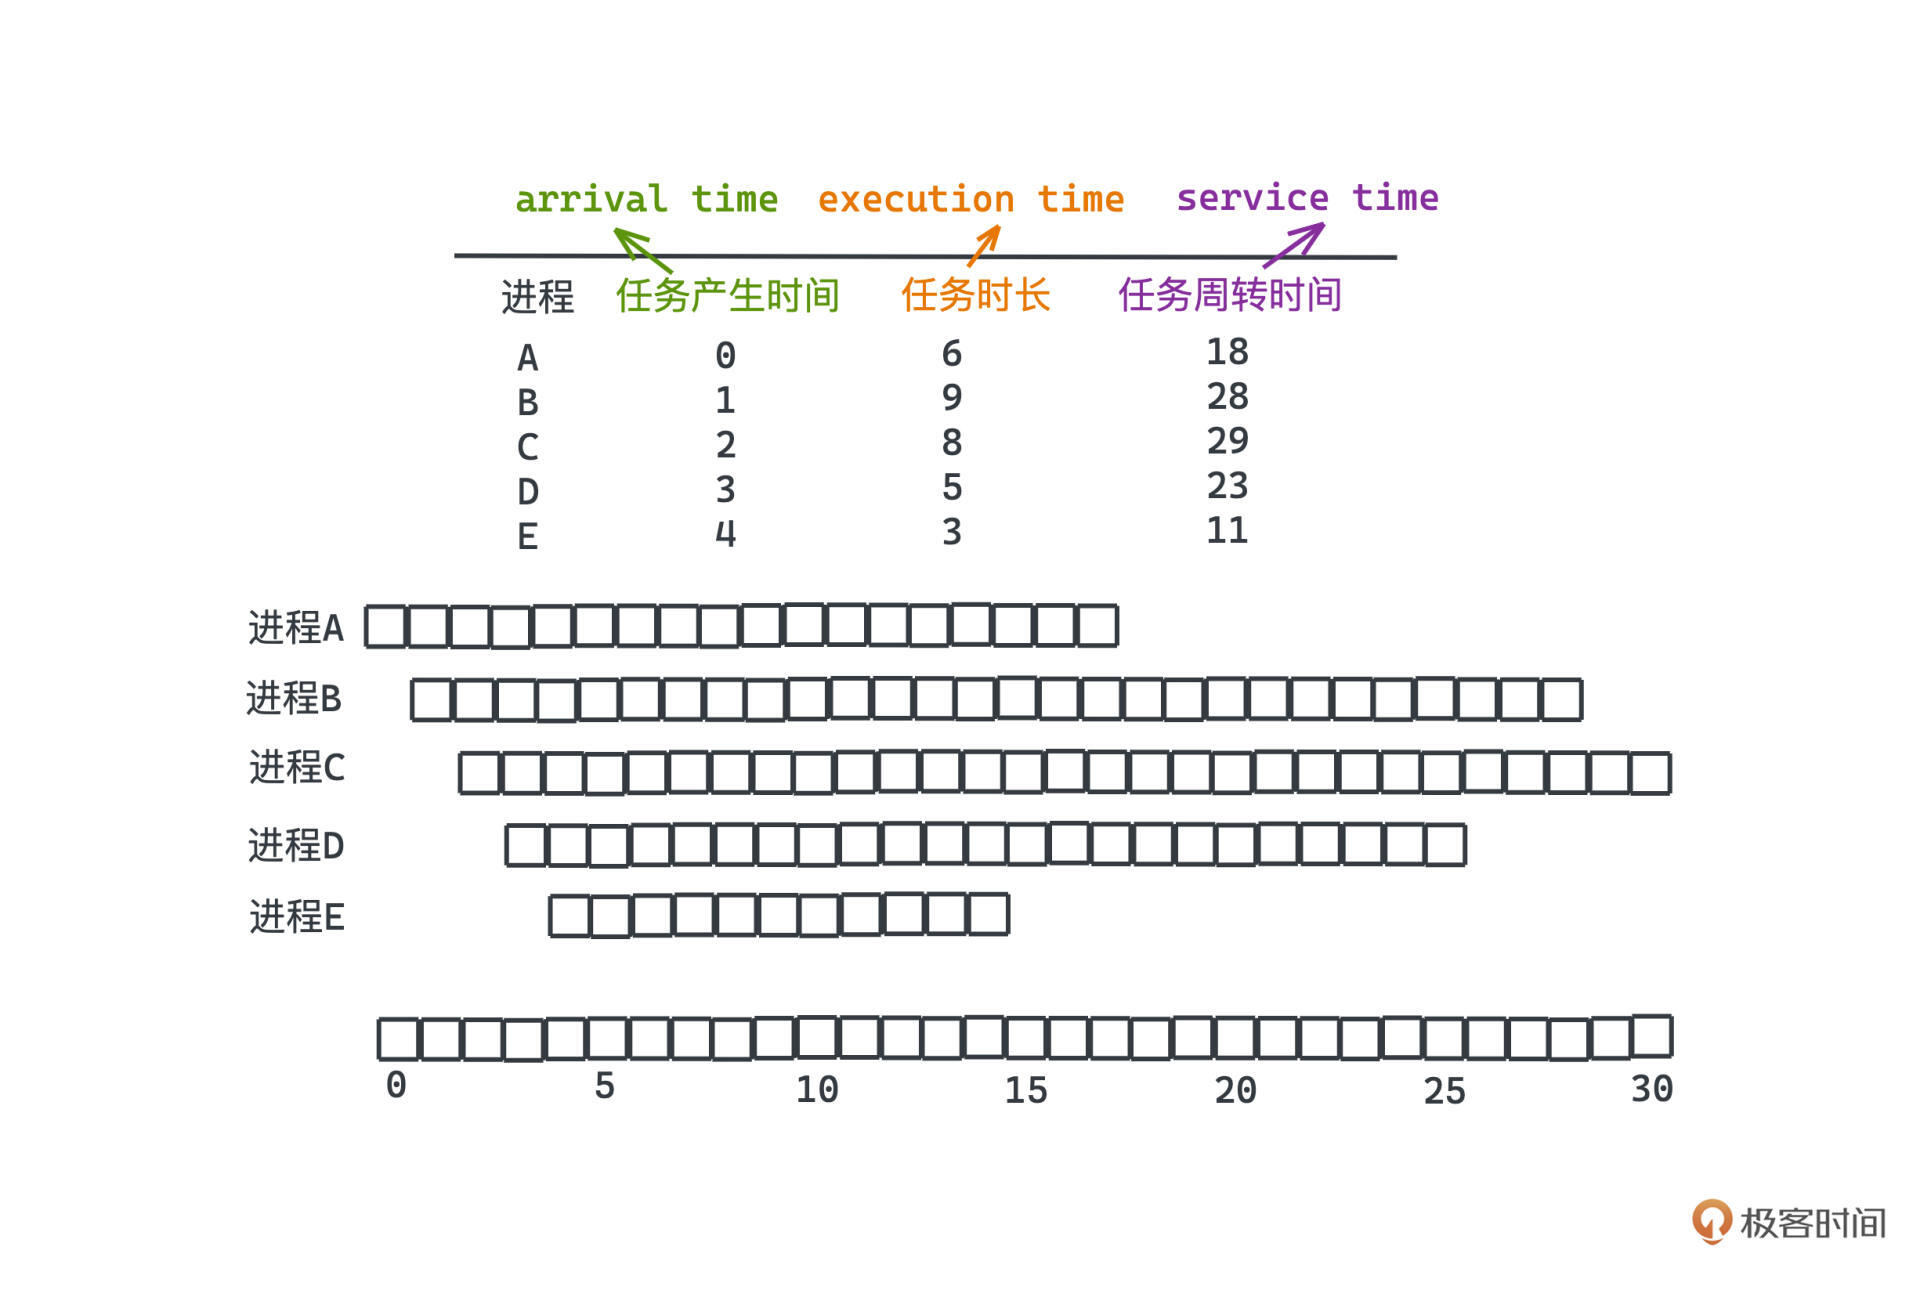 arrival time execution time service time
进程 任务产生时间 任务时长 任务周转时间
A 0 6 18
B 1 9 28
C 2 8 29
D 3 5 23
E 4 3 11
进程A
进程B
进程C
进程D
进程E
0 5 10 15 20 25 30
极客时间